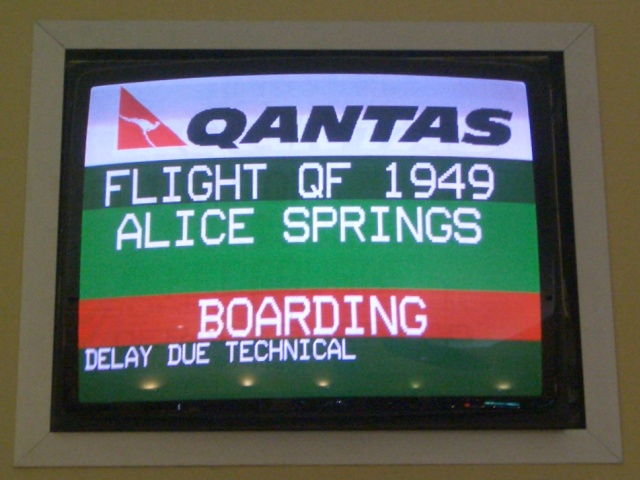 QANTAS
FLIGHT QF 1949
ALICE SPRINGS
BOARDING
DELAY DUE TECHNICAL